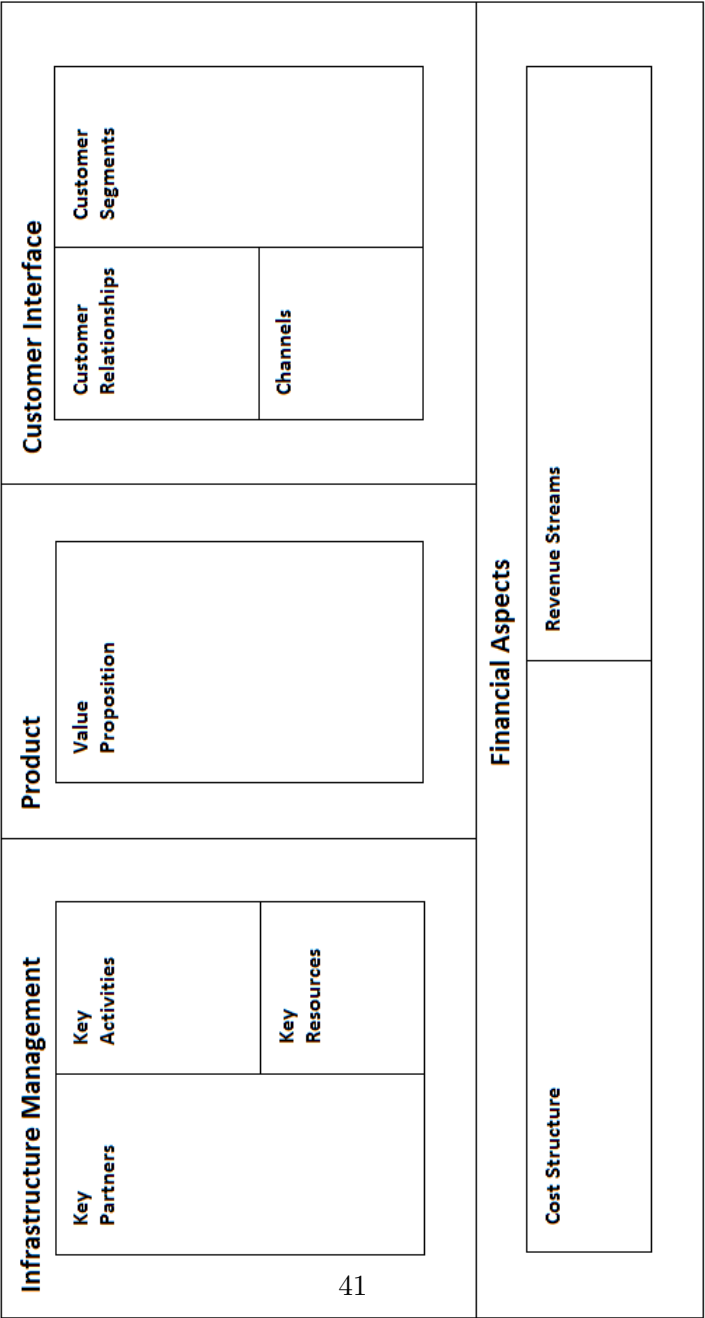 Infrastructure Management
Key
Partners
Key
Activities
Key
Resources
Product
Value
Proposition
Customer Interface
Customer
Relationships
Channels
Customer
Segments
Financial Aspects
Cost Structure
Revenue Streams
41